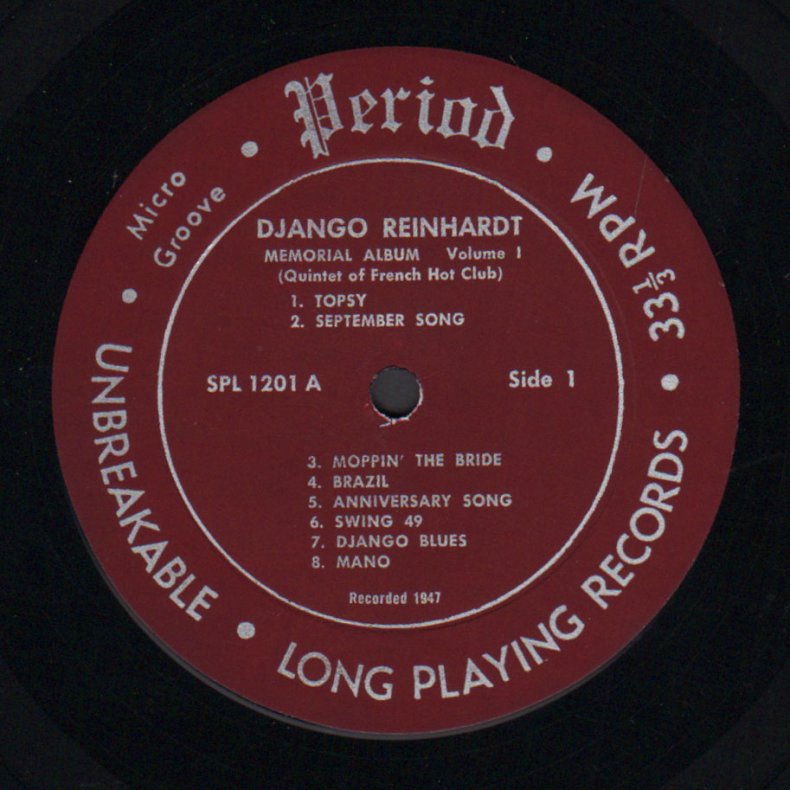 Period
Micro
Groove
33⅓ RPM
DJANGO REINHARDT
MEMORIAL ALBUM Volume I
(Quintet of French Hot Club)
1. TOPSY
2. SEPTEMBER SONG
SPL 1201 A
Side 1
3. MOPPIN' THE BRIDE
4. BRAZIL
5. ANNIVERSARY SONG
6. SWING 49
7. DJANGO BLUES
8. MANO
Recorded 1947
UNBREAKABLE
LONG PLAYING RECORDS